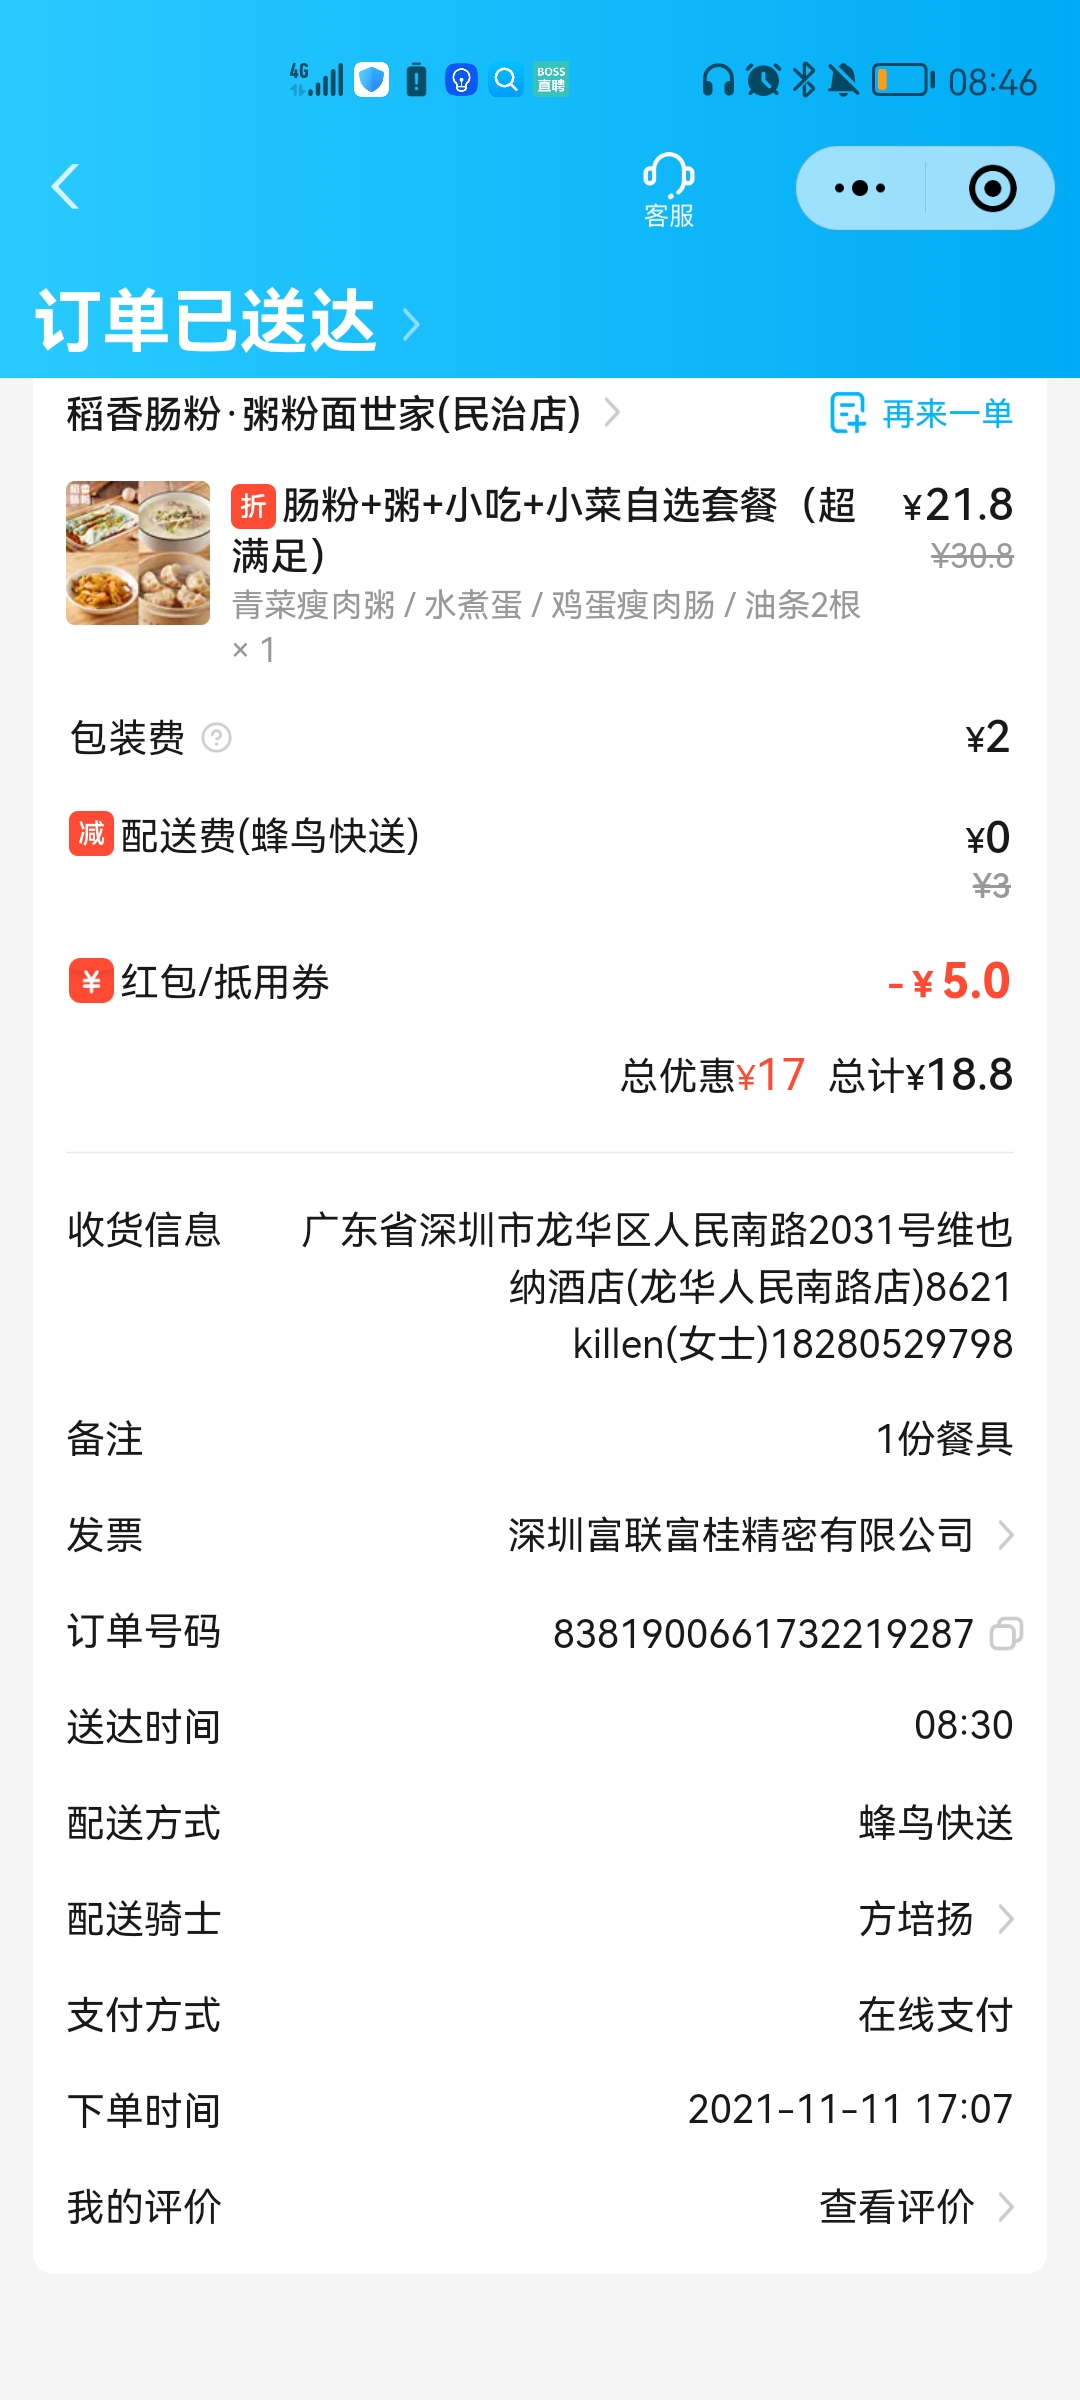 4G
BOSS
直聘
08:46
客服
订单已送达
稻香肠粉·粥粉面世家(民治店)
再来一单
折 肠粉+粥+小吃+小菜自选套餐（超
满足）
¥21.8
¥30.8
青菜瘦肉粥 / 水煮蛋 / 鸡蛋瘦肉肠 / 油条2根
× 1
包装费 ?
¥2
减 配送费(蜂鸟快送)
¥0
¥3
¥ 红包/抵用券
-¥5.0
总优惠¥17 总计¥18.8
收货信息
广东省深圳市龙华区人民南路2031号维也
纳酒店(龙华人民南路店)8621
killen(女士)18280529798
备注
1份餐具
发票
深圳富联富桂精密有限公司
订单号码
8381900661732219287
送达时间
08:30
配送方式
蜂鸟快送
配送骑士
方培扬
支付方式
在线支付
下单时间
2021-11-11 17:07
我的评价
查看评价